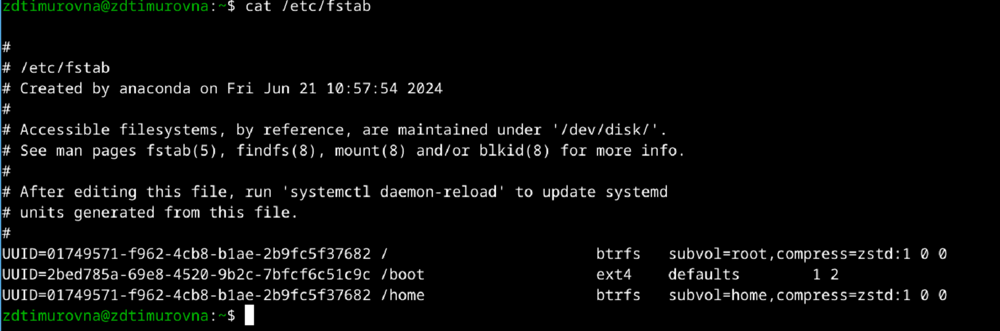 zdtimurovna@zdtimurovna:~$ cat /etc/fstab
#
# /etc/fstab
# Created by anaconda on Fri Jun 21 10:57:54 2024
#
# Accessible filesystems, by reference, are maintained under '/dev/disk/'.
# See man pages fstab(5), findfs(8), mount(8) and/or blkid(8) for more info.
#
# After editing this file, run 'systemctl daemon-reload' to update systemd
# units generated from this file.
#
UUID=01749571-f962-4cb8-b1ae-2b9fc5f37682 /                       btrfs   subvol=root,compress=zstd:1 0 0
UUID=2bed785a-69e8-4520-9b2c-7bfcf6c51c9c /boot                   ext4    defaults        1 2
UUID=01749571-f962-4cb8-b1ae-2b9fc5f37682 /home                   btrfs   subvol=home,compress=zstd:1 0 0
zdtimurovna@zdtimurovna:~$